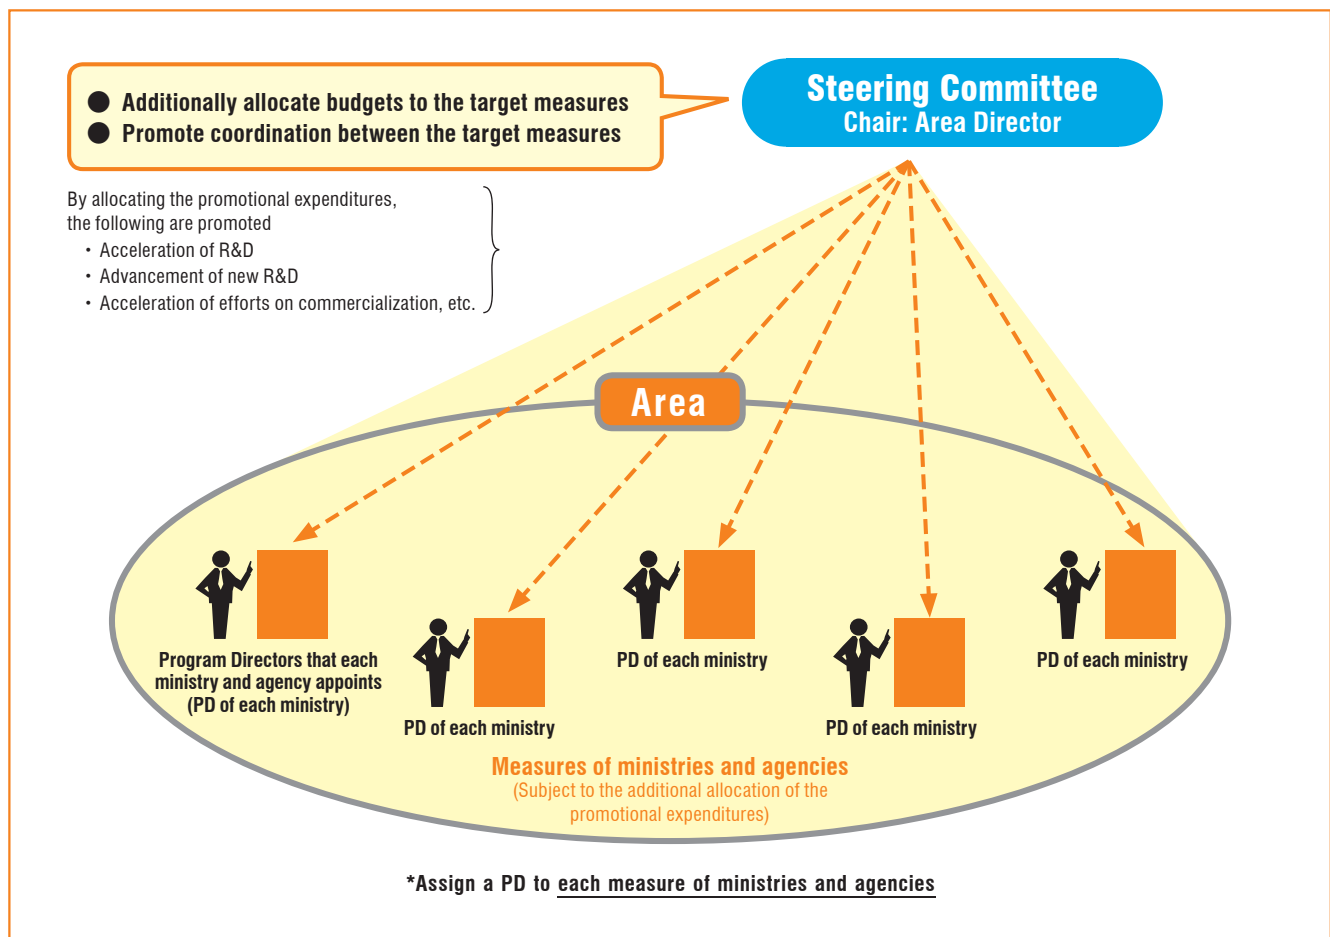 ● Additionally allocate budgets to the target measures
● Promote coordination between the target measures
Steering Committee
Chair: Area Director
By allocating the promotional expenditures,
the following are promoted
・ Acceleration of R&D
・ Advancement of new R&D
・ Acceleration of efforts on commercialization, etc.
Area
Program Directors that each
ministry and agency appoints
(PD of each ministry)
PD of each ministry
PD of each ministry
PD of each ministry
PD of each ministry
Measures of ministries and agencies
(Subject to the additional allocation of the
promotional expenditures)
*Assign a PD to each measure of ministries and agencies